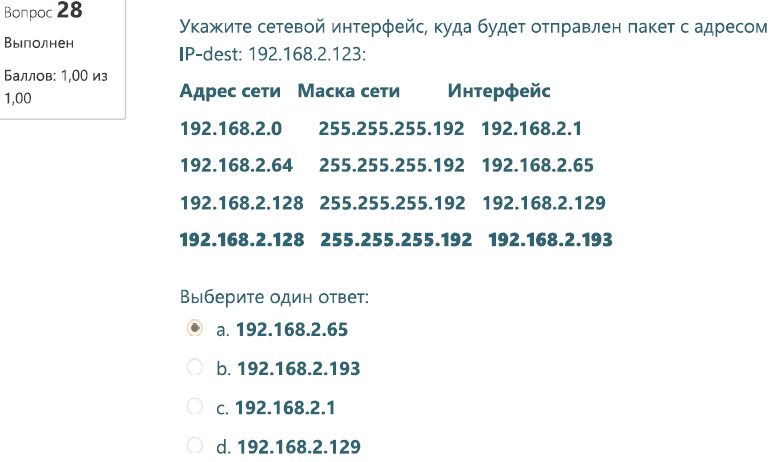 Вопрос 28
Выполнен
Баллов: 1,00 из
1,00
Укажите сетевой интерфейс, куда будет отправлен пакет с адресом
IP-dest: 192.168.2.123:
Адрес сети Маска сети Интерфейс
192.168.2.0 255.255.255.192 192.168.2.1
192.168.2.64 255.255.255.192 192.168.2.65
192.168.2.128 255.255.255.192 192.168.2.129
192.168.2.128 255.255.255.192 192.168.2.193
Выберите один ответ:
a. 192.168.2.65
b. 192.168.2.193
c. 192.168.2.1
d. 192.168.2.129